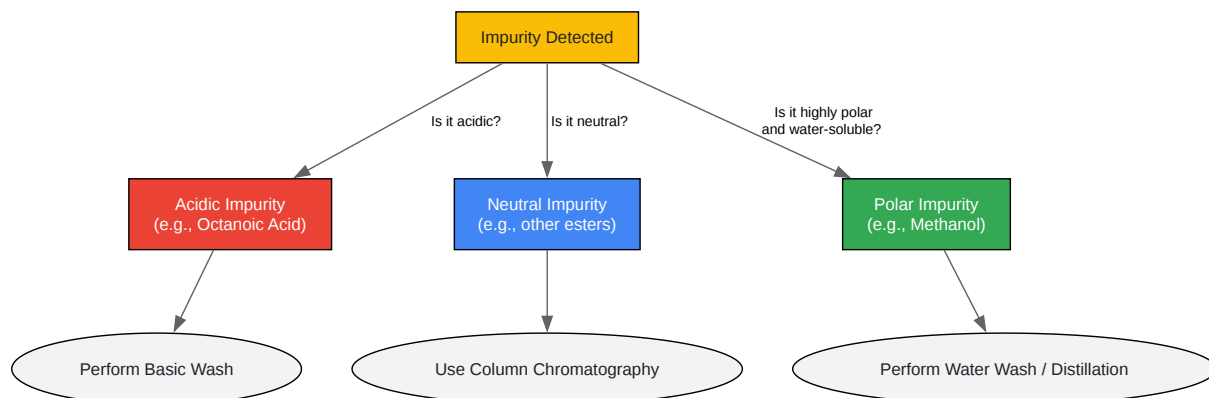 Impurity Detected
Is it acidic?
Is it neutral?
Is it highly polar
and water-soluble?
Acidic Impurity
(e.g., Octanoic Acid)
Neutral Impurity
(e.g., other esters)
Polar Impurity
(e.g., Methanol)
Perform Basic Wash
Use Column Chromatography
Perform Water Wash / Distillation